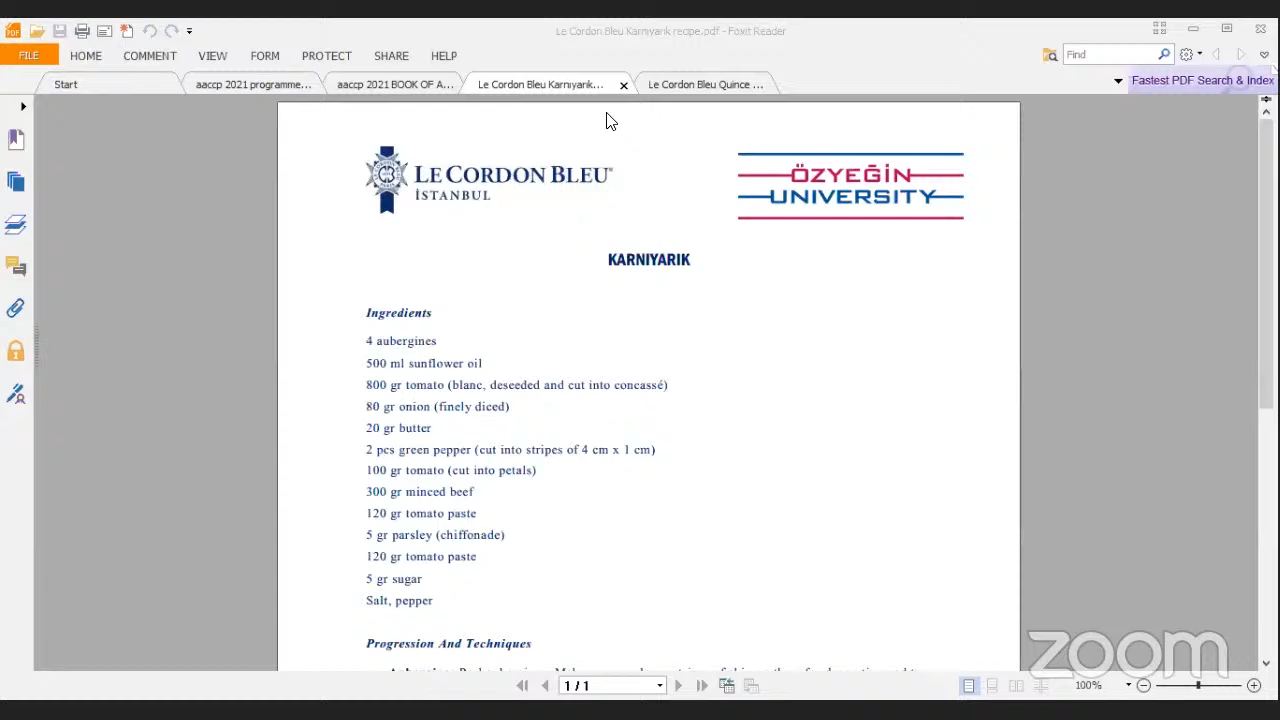 Le Cordon Bleu Karnıyarık recipe.pdf - Foxit Reader
FILE HOME COMMENT VIEW FORM PROTECT SHARE HELP
Find
Start aaccp 2021 programme... aaccp 2021 BOOK OF A... Le Cordon Bleu Karnıyarık... Le Cordon Bleu Quince ... Fastest PDF Search & Index
LE CORDON BLEU®
İSTANBUL
ÖZYEĞİN
UNIVERSITY
KARNIYARIK
Ingredients
4 aubergines
500 ml sunflower oil
800 gr tomato (blanc, deseeded and cut into concassé)
80 gr onion (finely diced)
20 gr butter
2 pcs green pepper (cut into stripes of 4 cm x 1 cm)
100 gr tomato (cut into petals)
300 gr minced beef
120 gr tomato paste
5 gr parsley (chiffonade)
120 gr tomato paste
5 gr sugar
Salt, pepper
Progression And Techniques
zoom
1 / 1
100%